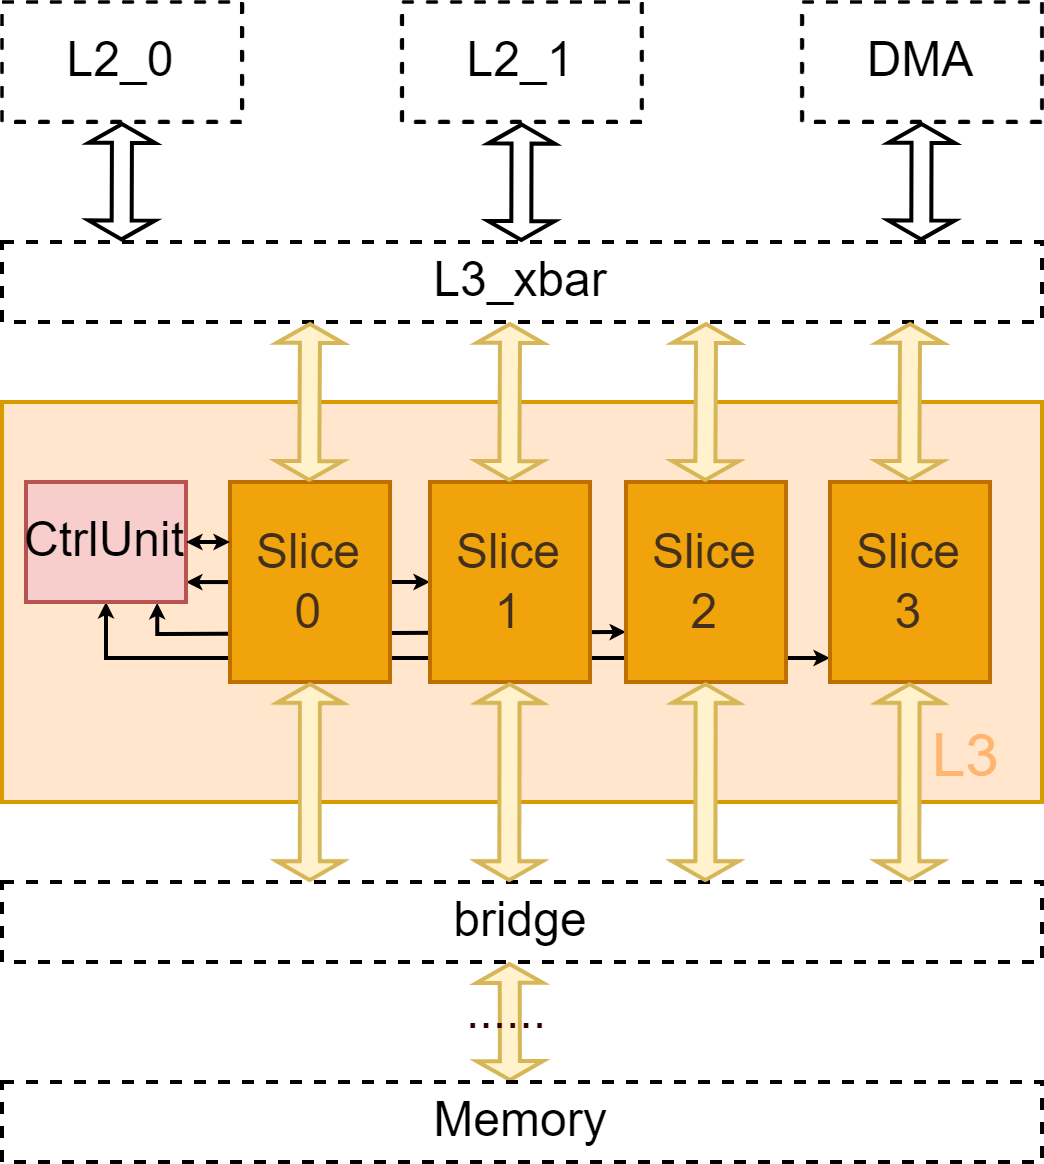 L2_0
L2_1
DMA
L3_xbar
CtrlUnit
Slice
0
Slice
1
Slice
2
Slice
3
L3
bridge
......
Memory